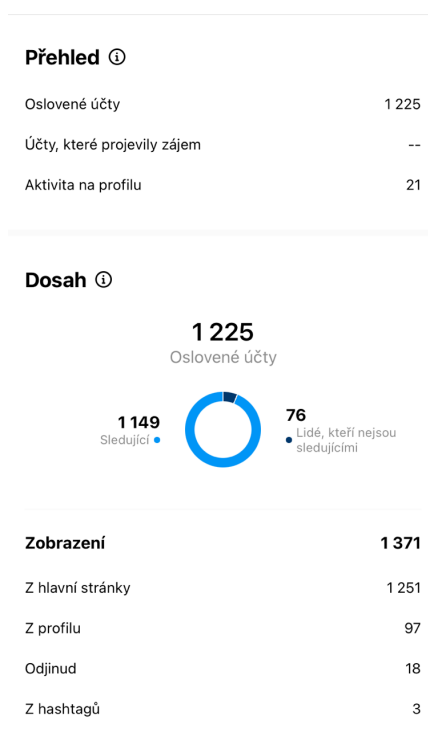 Přehled
Oslovené účty 1 225
Účty, které projevily zájem --
Aktivita na profilu 21
Dosah
1 225
Oslovené účty
1 149
Sledující
76
Lidé, kteří nejsou
sledujícími
Zobrazení 1 371
Z hlavní stránky 1 251
Z profilu 97
Odjinud 18
Z hashtagů 3